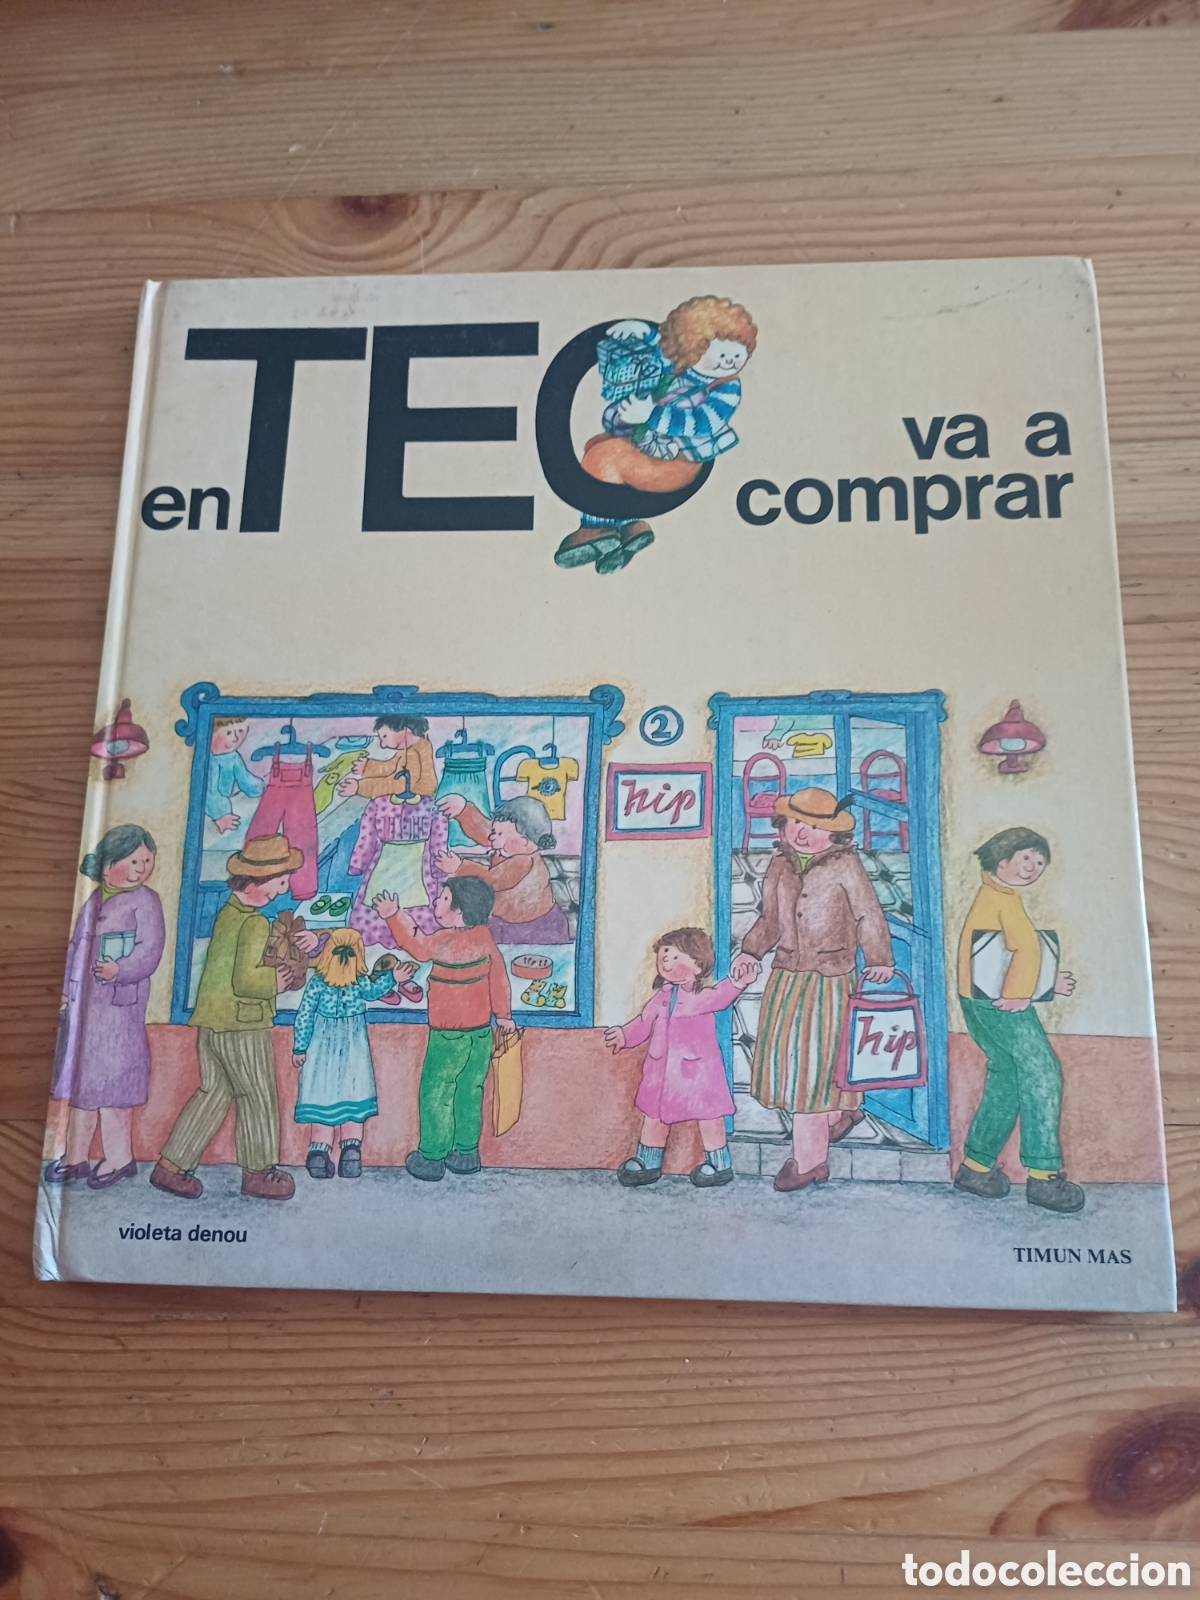 en TEO va a
comprar
2
hip
hip
violeta denou
TIMUN MAS
todocoleccion